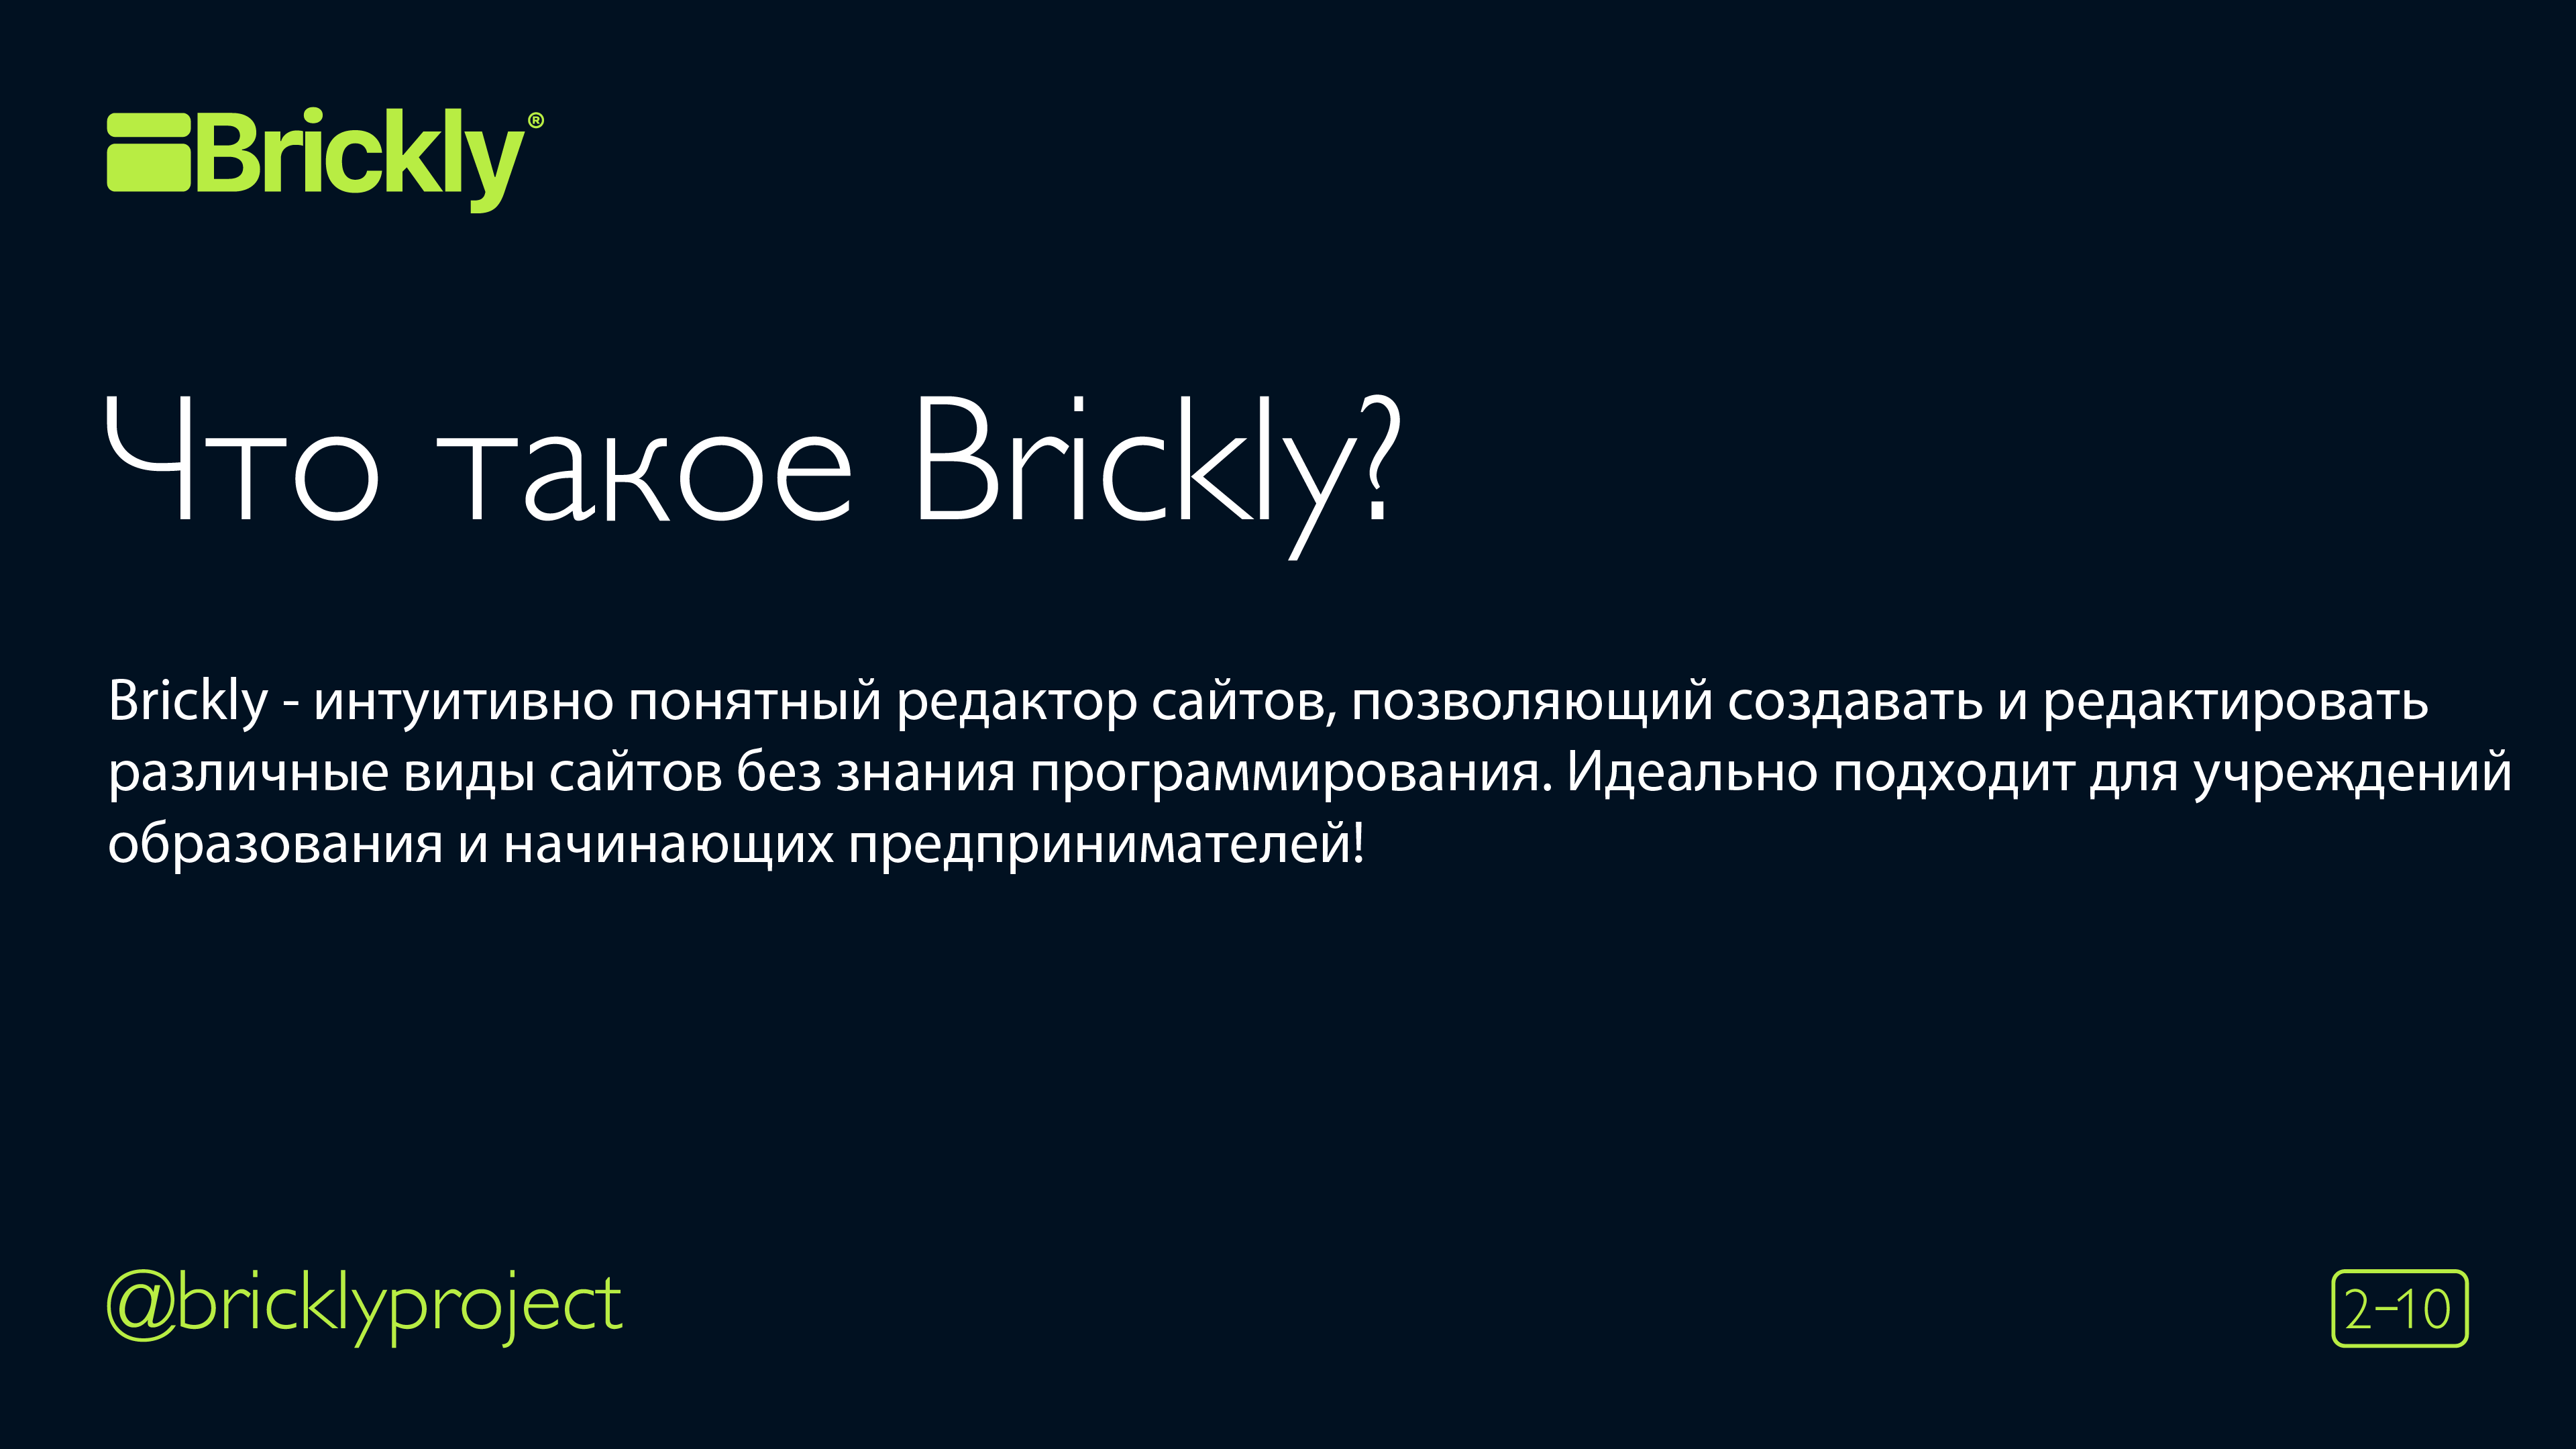 Brickly®
Что такое Brickly?
Brickly - интуитивно понятный редактор сайтов, позволяющий создавать и редактировать
различные виды сайтов без знания программирования. Идеально подходит для учреждений
образования и начинающих предпринимателей!
@bricklyproject
2–10